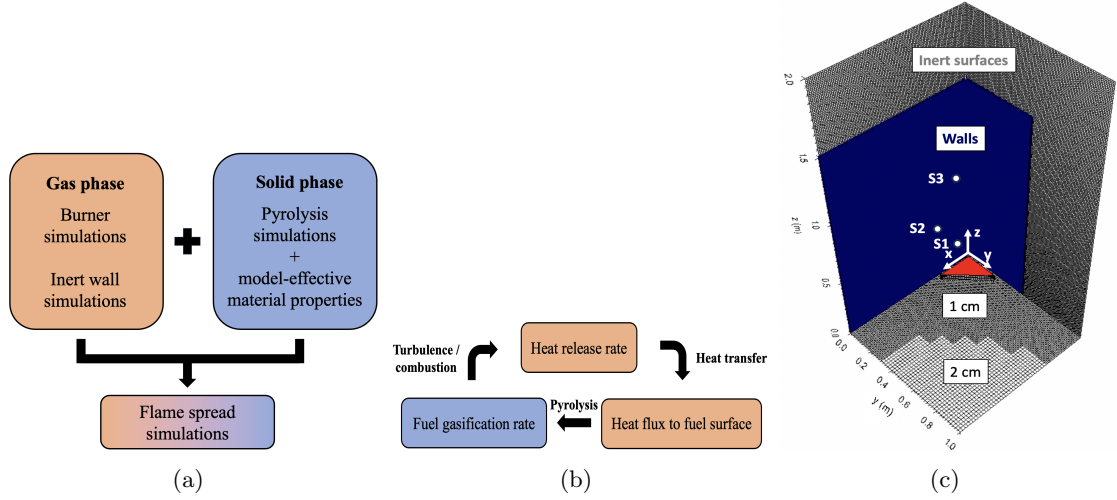 Gas phase
Burner
simulations
Inert wall
simulations
Solid phase
Pyrolysis
simulations
+
model-effective
material properties
Flame spread
simulations
(a)
Turbulence /
combustion
Heat release rate
Heat transfer
Fuel gasification rate
Pyrolysis
Heat flux to fuel surface
(b)
Inert surfaces
2.0
Walls
1.5
S3
z (m)
1.0
S2
z
S1
x
y
0.5
1 cm
0.0
0.0
0.2
0.4
2 cm
0.6
y (m)
0.8
1.0
(c)